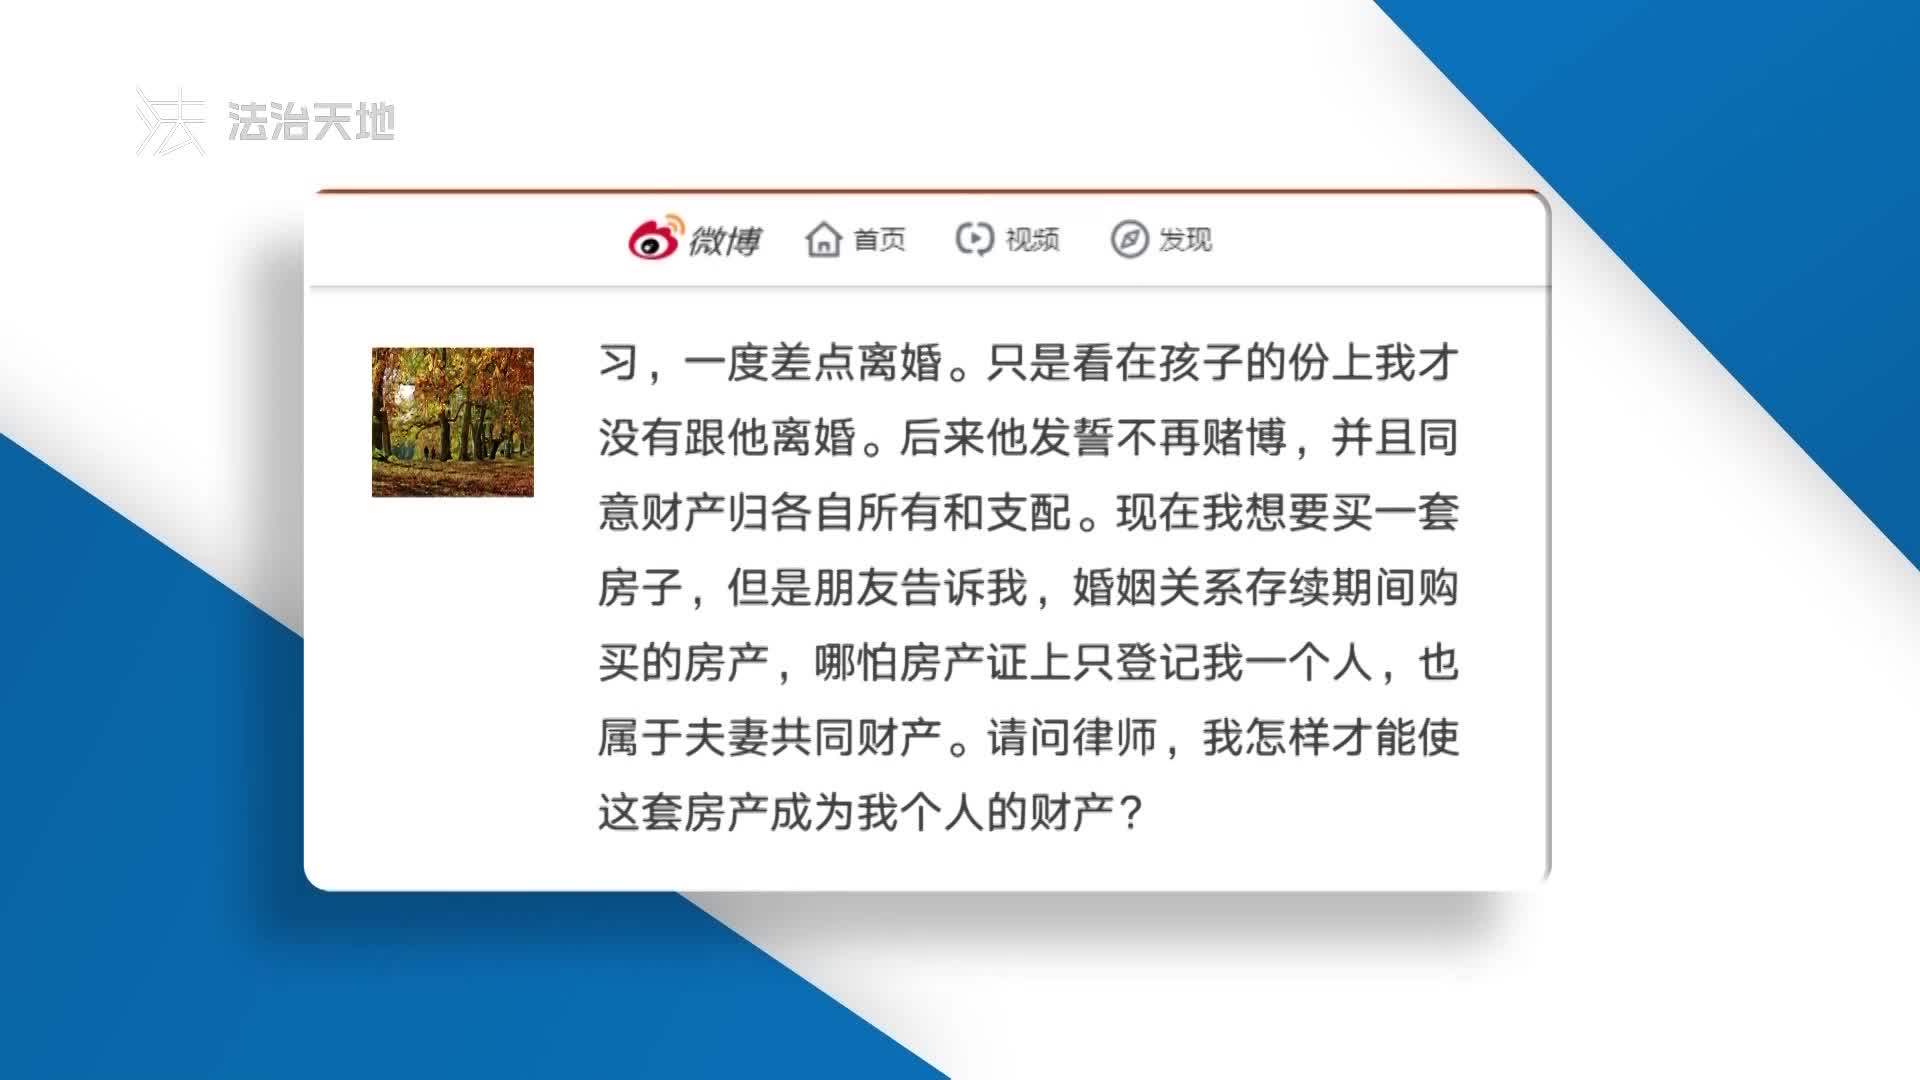 法治天地
微博 首页 视频 发现
习，一度差点离婚。只是看在孩子的份上我才
没有跟他离婚。后来他发誓不再赌博，并且同
意财产归各自所有和支配。现在我想要买一套
房子，但是朋友告诉我，婚姻关系存续期间购
买的房产，哪怕房产证上只登记我一个人，也
属于夫妻共同财产。请问律师，我怎样才能使
这套房产成为我个人的财产？